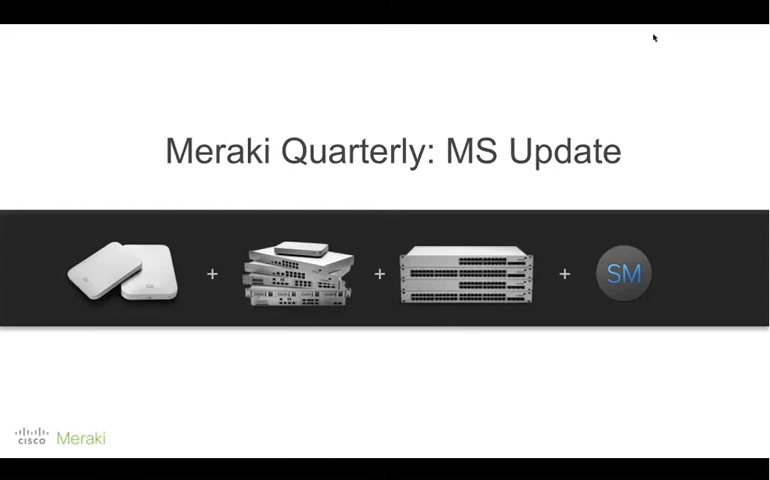 Meraki Quarterly: MS Update
+ + + SM
CISCO Meraki